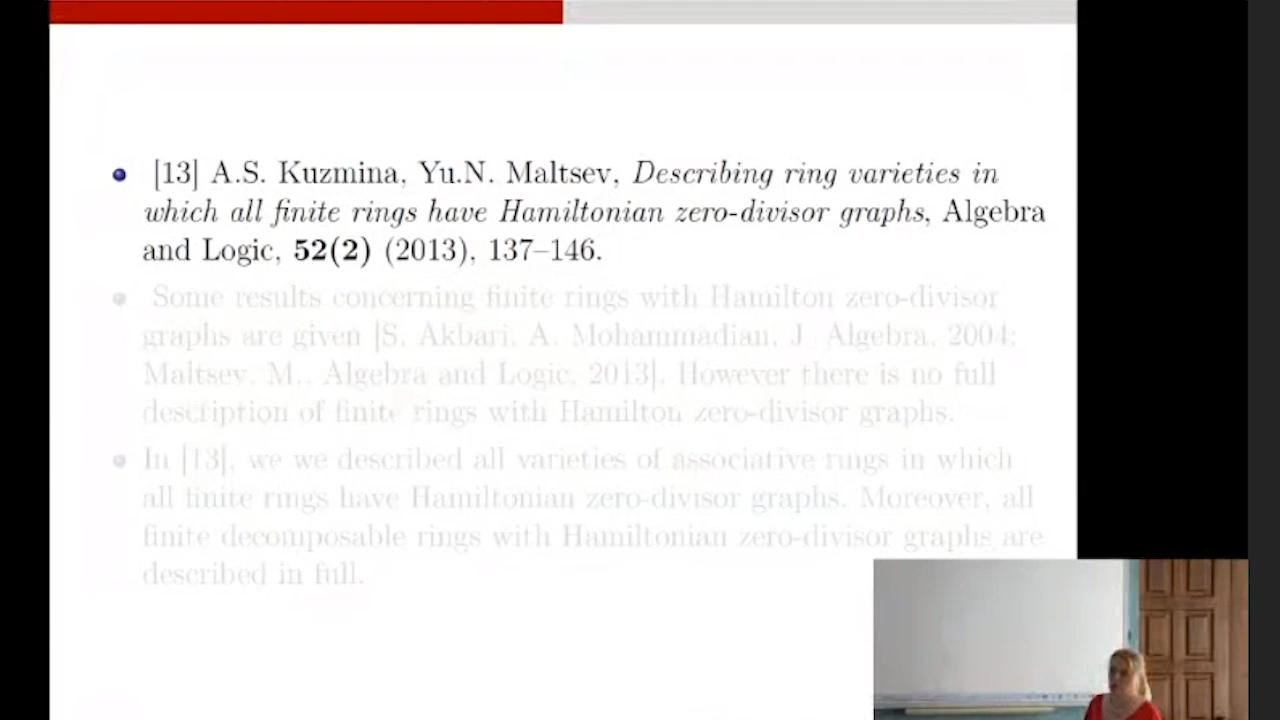 [13] A.S. Kuzmina, Yu.N. Maltsev, Describing ring varieties in
which all finite rings have Hamiltonian zero-divisor graphs, Algebra
and Logic, 52(2) (2013), 137–146.
Some results concerning finite rings with Hamilton zero-divisor
graphs are given [S. Akbari, A. Mohammadian, J. Algebra, 2004;
Maltsev, M., Algebra and Logic, 2013]. However there is no full
description of finite rings with Hamilton zero-divisor graphs.
In [13], we we described all varieties of associative rings in which
all finite rings have Hamiltonian zero-divisor graphs. Moreover, all
finite decomposable rings with Hamiltonian zero-divisor graphs are
described in full.